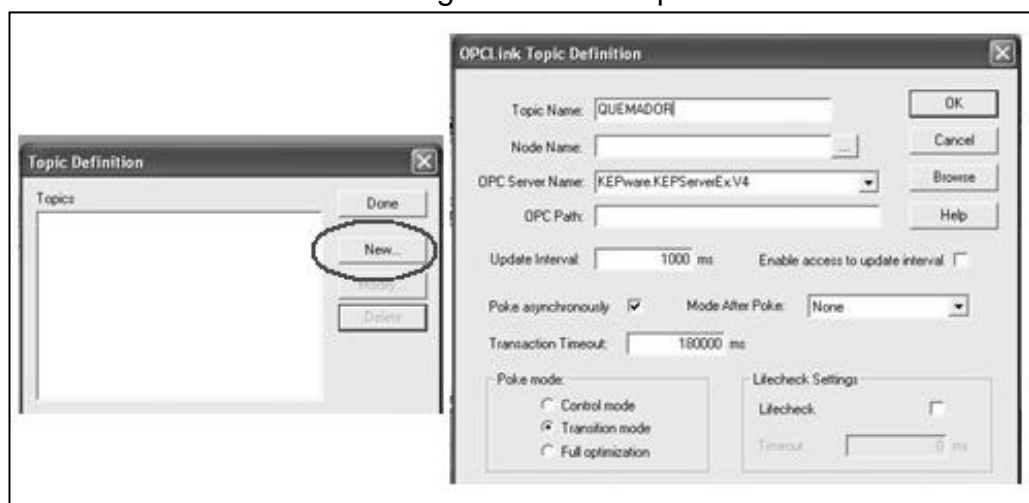 Topic Definition
Topics
Done
New...
Modify...
Delete
OPCLink Topic Definition
Topic Name: QUEMADOR
OK
Node Name:
...
Cancel
OPC Server Name: KEPware.KEPServerEx.V4
Browse
OPC Path:
Help
Update Interval: 1000 ms Enable access to update interval
Poke asynchronously Mode After Poke: None
Transaction Timeout: 180000 ms
Poke mode: Lifecheck Settings
Control mode Lifecheck
Transition mode
Full optimization Timeout: 0 ms